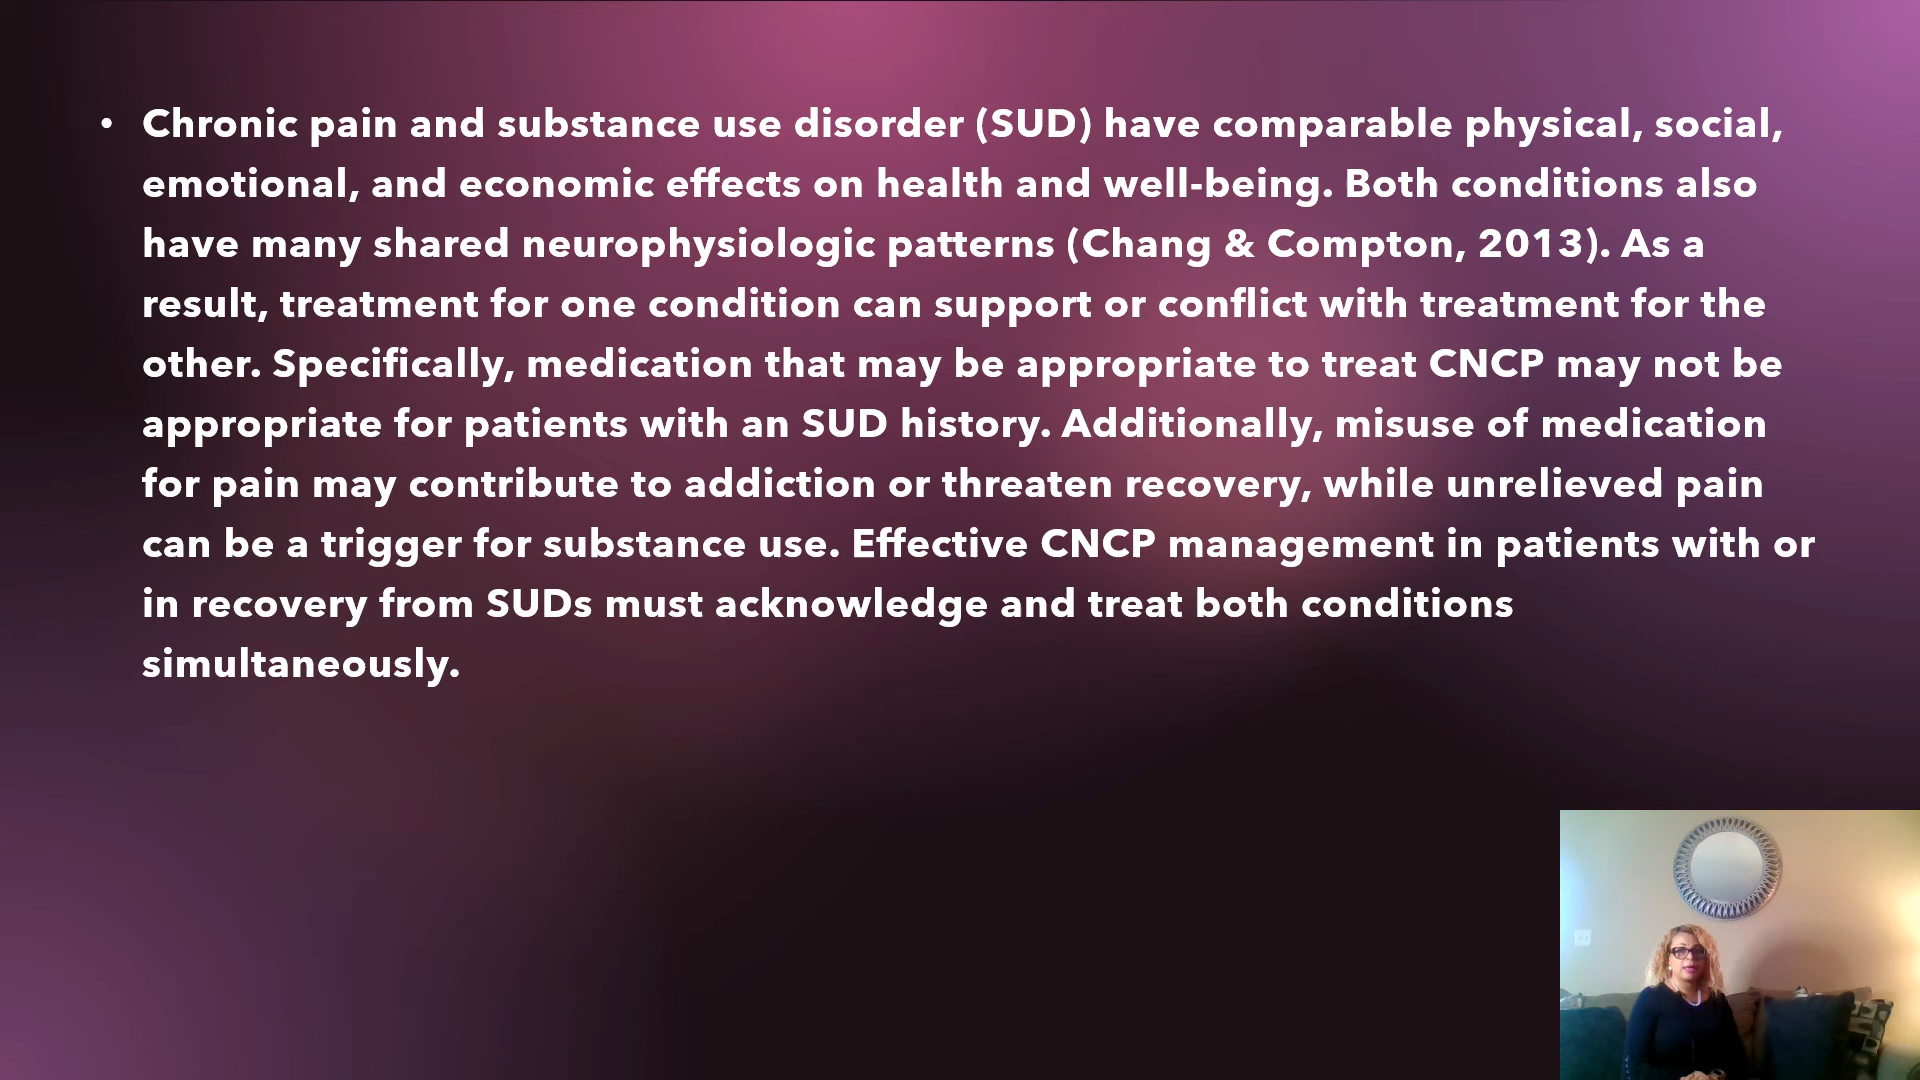 • Chronic pain and substance use disorder (SUD) have comparable physical, social,
emotional, and economic effects on health and well-being. Both conditions also
have many shared neurophysiologic patterns (Chang & Compton, 2013). As a
result, treatment for one condition can support or conflict with treatment for the
other. Specifically, medication that may be appropriate to treat CNCP may not be
appropriate for patients with an SUD history. Additionally, misuse of medication
for pain may contribute to addiction or threaten recovery, while unrelieved pain
can be a trigger for substance use. Effective CNCP management in patients with or
in recovery from SUDs must acknowledge and treat both conditions
simultaneously.